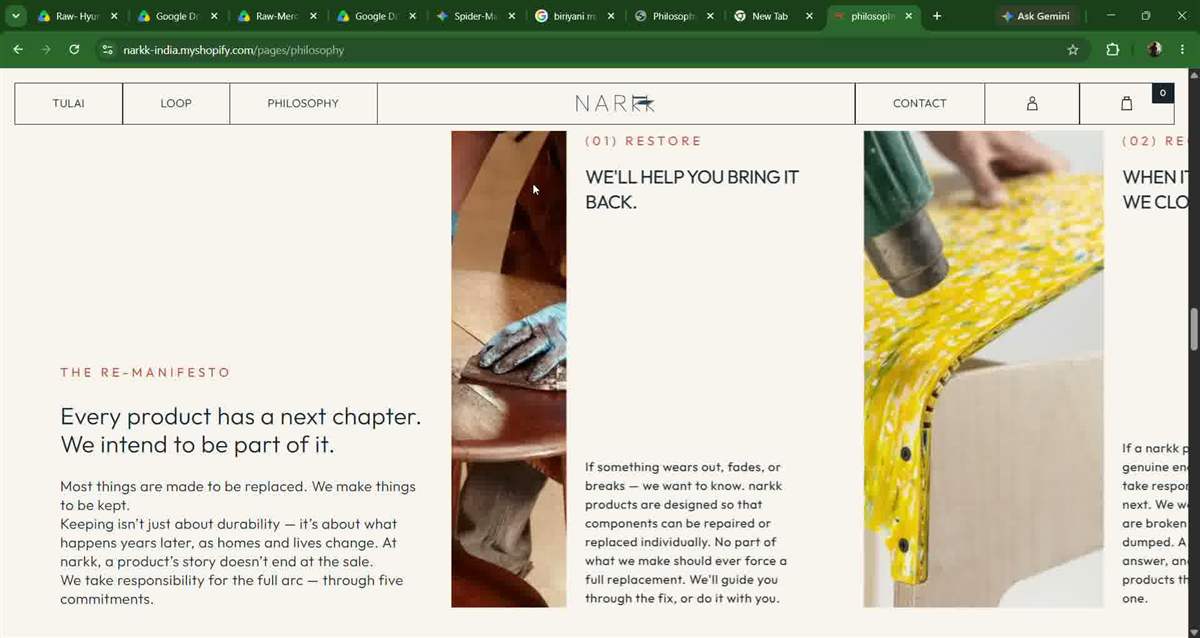 Raw- Hyun
Google Dr
Raw-Merc
Google Dr
Spider-Ma
biriyani m
Philosoph
New Tab
philosoph
Ask Gemini
narkk-india.myshopify.com/pages/philosophy
TULAI
LOOP
PHILOSOPHY
NARKK
CONTACT
0
THE RE-MANIFESTO
Every product has a next chapter.
We intend to be part of it.
Most things are made to be replaced. We make things
to be kept.
Keeping isn't just about durability — it's about what
happens years later, as homes and lives change. At
narkk, a product's story doesn't end at the sale.
We take responsibility for the full arc — through five
commitments.
(01) RESTORE
WE'LL HELP YOU BRING IT
BACK.
If something wears out, fades, or
breaks — we want to know. narkk
products are designed so that
components can be repaired or
replaced individually. No part of
what we make should ever force a
full replacement. We'll guide you
through the fix, or do it with you.
(02) RE
WHEN IT
WE CLO
If a narkk p
genuine en
take respor
next. We w
are broken
dumped. A
answer, an
products th
one.